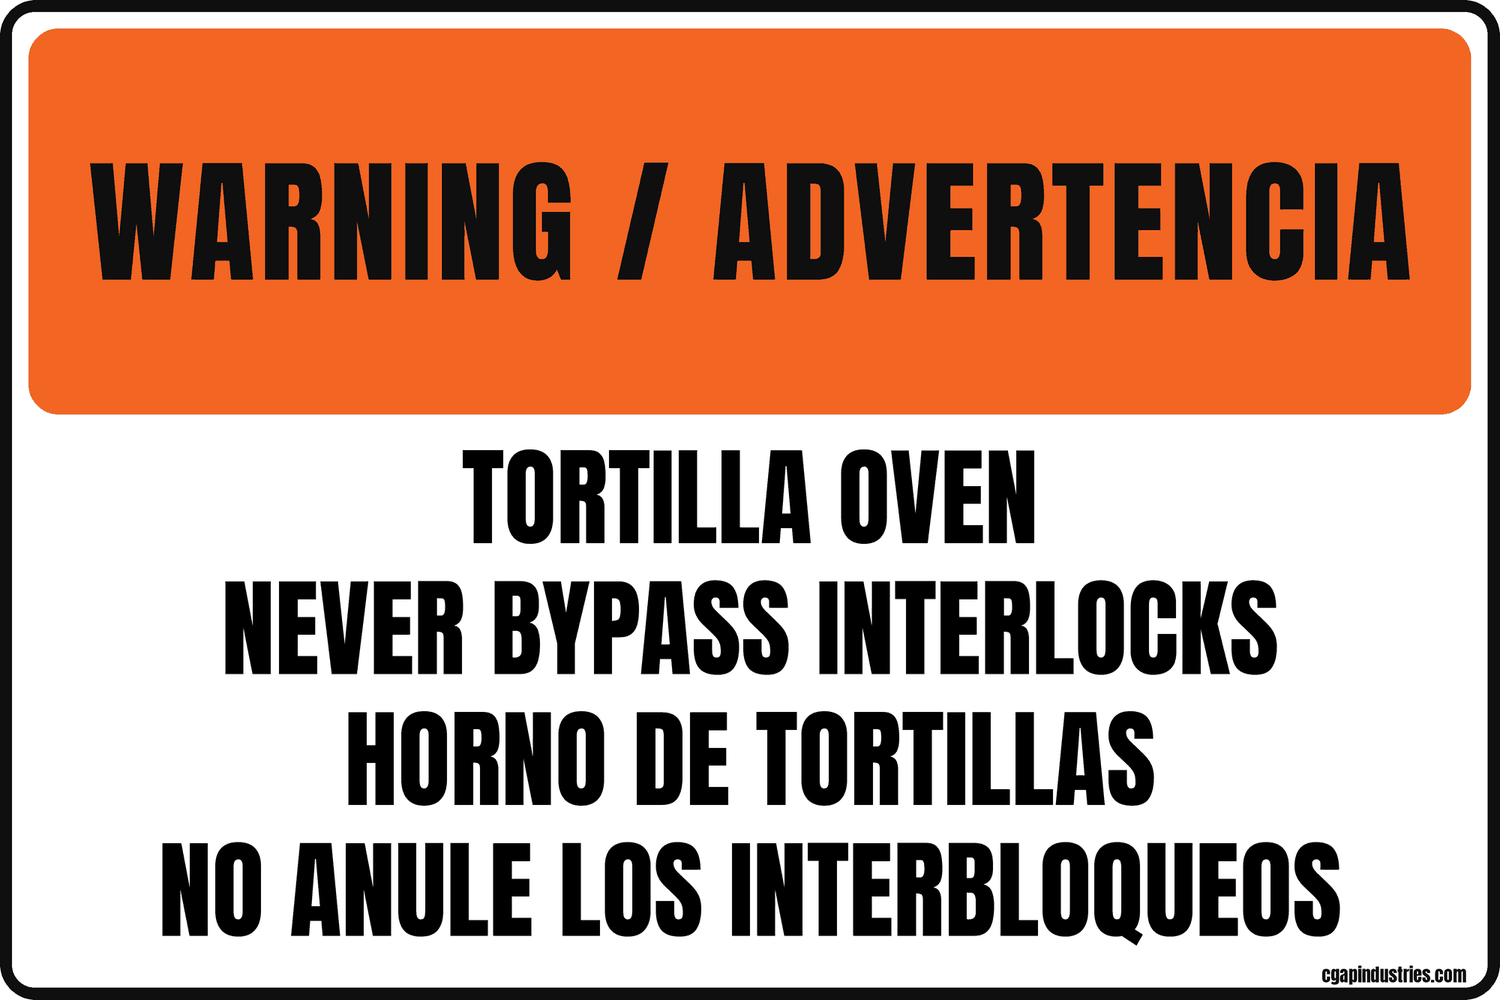 WARNING / ADVERTENCIA
TORTILLA OVEN
NEVER BYPASS INTERLOCKS
HORNO DE TORTILLAS
NO ANULE LOS INTERBLOQUEOS
cgapindustries.com